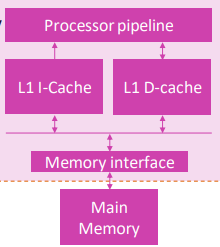 Processor pipeline
L1 I-Cache
L1 D-cache
Memory interface
Main
Memory